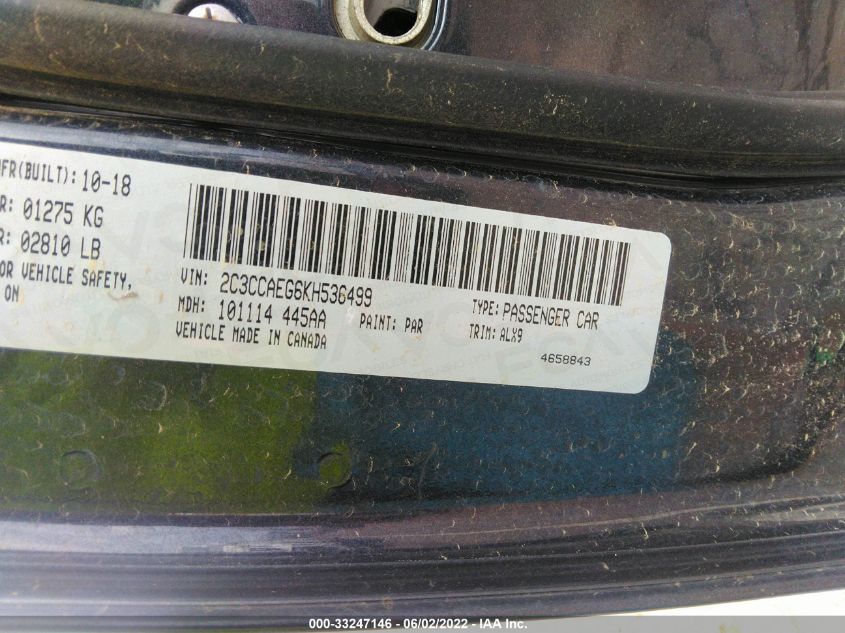 MFR(BUILT): 10-18
R: 01275 KG
R: 02810 LB
OR VEHICLE SAFETY,
ON
VIN: 2C3CCAEG6KH536499
MDH: 101114 445AA
PAINT: PAR
VEHICLE MADE IN CANADA
TYPE: PASSENGER CAR
TRIM: ALX9
4658843
000-33247146 - 06/02/2022 - IAA Inc.